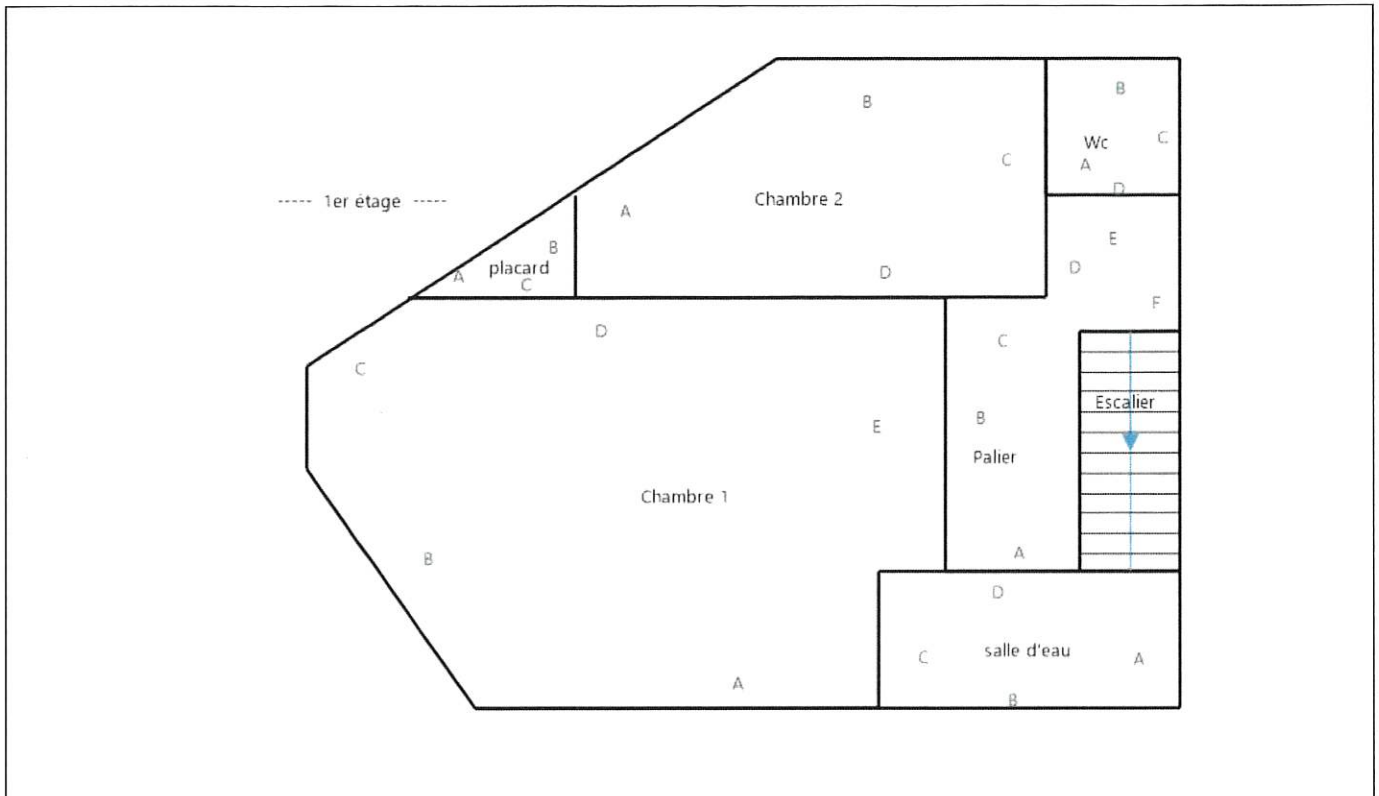 B
B
C
C
Wc
A
D
----- 1er étage -----
Chambre 2
A
E
B
placard
A
C
D
D
F
D
C
C
Escalier
B
E
Palier
Chambre 1
B
A
D
salle d'eau
C
A
A
B